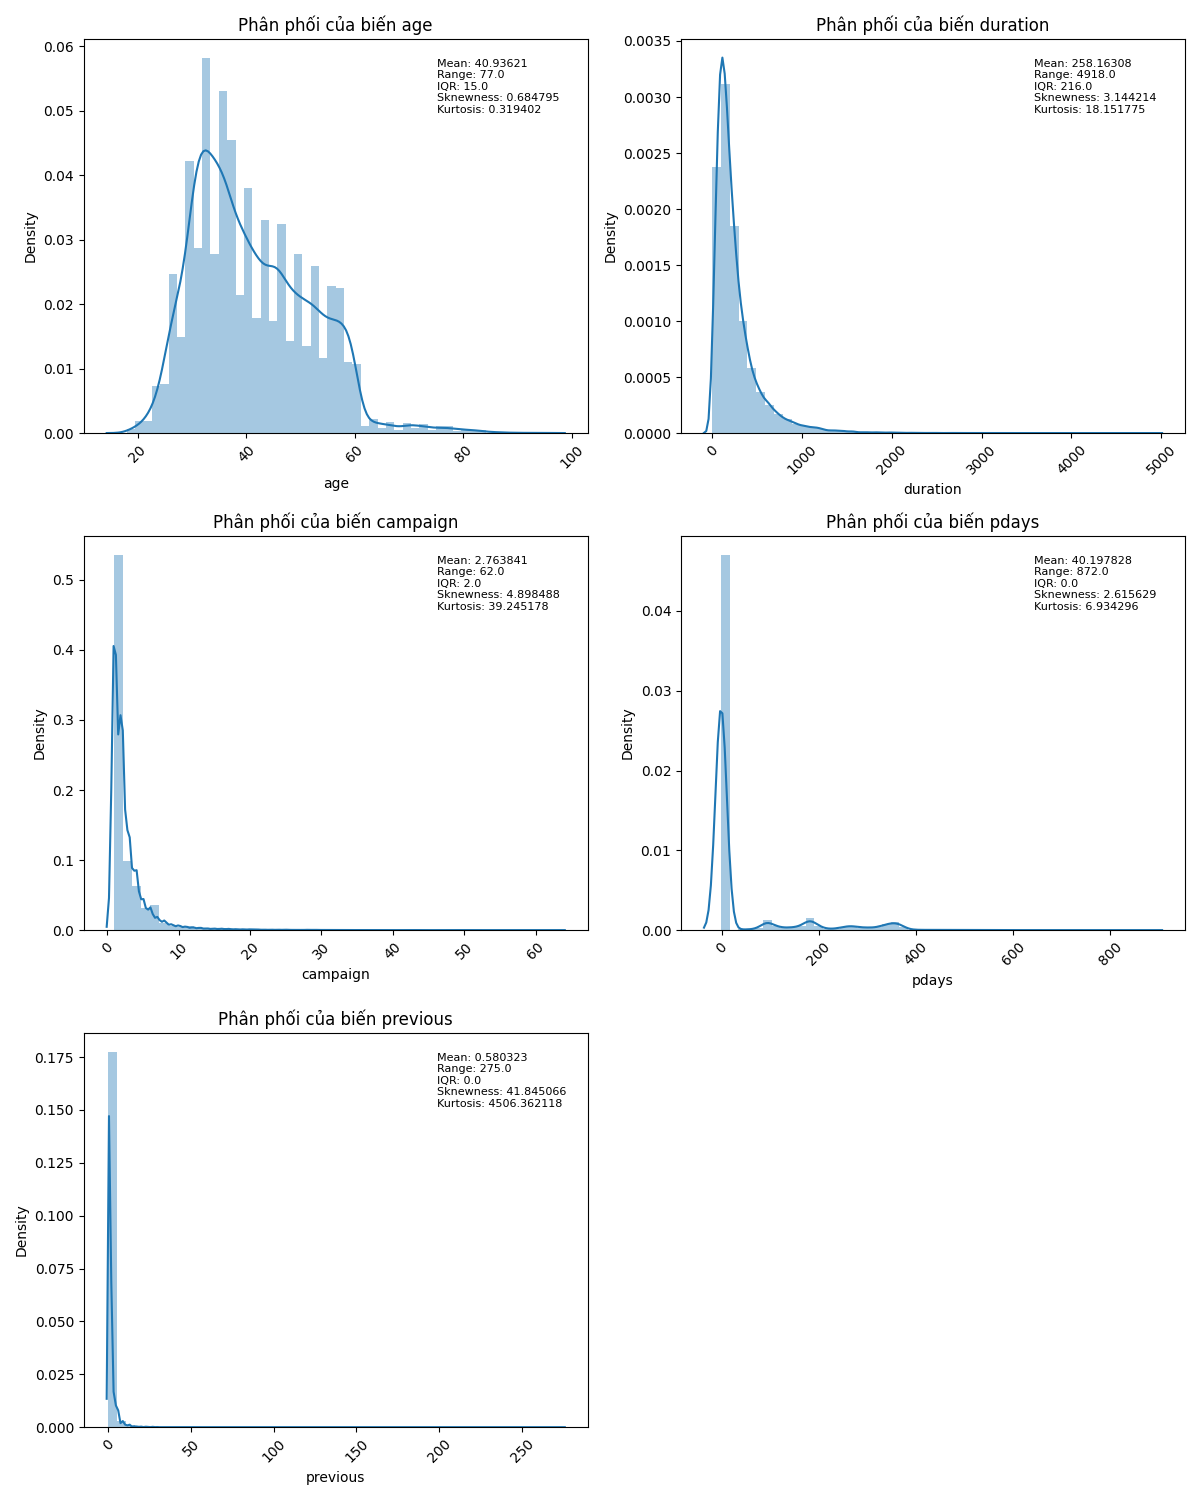 Phân phối của biến age
Mean: 40.93621
Range: 77.0
IQR: 15.0
Sknewness: 0.684795
Kurtosis: 0.319402
0.06
0.05
0.04
0.03
0.02
0.01
0.00
Density
20
40
60
80
100
age
Phân phối của biến duration
Mean: 258.16308
Range: 4918.0
IQR: 216.0
Sknewness: 3.144214
Kurtosis: 18.151775
0.0035
0.0030
0.0025
0.0020
0.0015
0.0010
0.0005
0.0000
Density
0
1000
2000
3000
4000
5000
duration
Phân phối của biến campaign
Mean: 2.763841
Range: 62.0
IQR: 2.0
Sknewness: 4.898488
Kurtosis: 39.245178
0.5
0.4
0.3
0.2
0.1
0.0
Density
0
10
20
30
40
50
60
campaign
Phân phối của biến pdays
Mean: 40.197828
Range: 872.0
IQR: 0.0
Sknewness: 2.615629
Kurtosis: 6.934296
0.04
0.03
0.02
0.01
0.00
Density
0
200
400
600
800
pdays
Phân phối của biến previous
Mean: 0.580323
Range: 275.0
IQR: 0.0
Sknewness: 41.845066
Kurtosis: 4506.362118
0.175
0.150
0.125
0.100
0.075
0.050
0.025
0.000
Density
0
50
100
150
200
250
previous